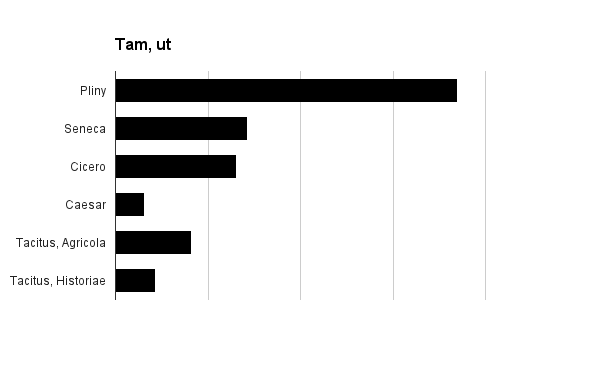 Tam, ut
Pliny
Seneca
Cicero
Caesar
Tacitus, Agricola
Tacitus, Historiae